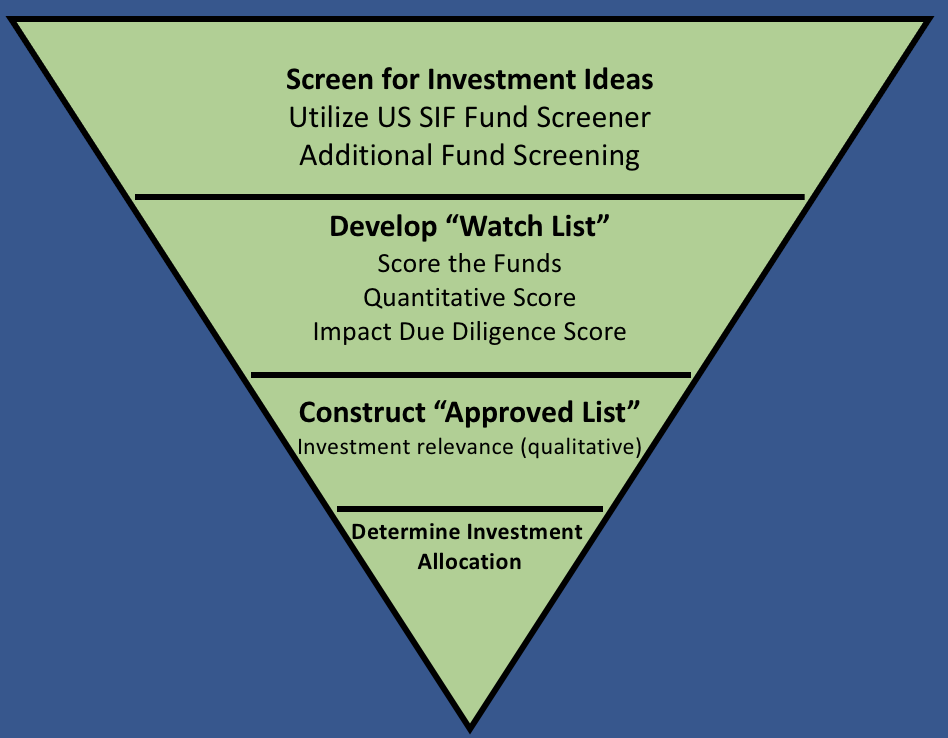 Screen for Investment Ideas
Utilize US SIF Fund Screener
Additional Fund Screening
Develop “Watch List”
Score the Funds
Quantitative Score
Impact Due Diligence Score
Construct “Approved List”
Investment relevance (qualitative)
Determine Investment
Allocation